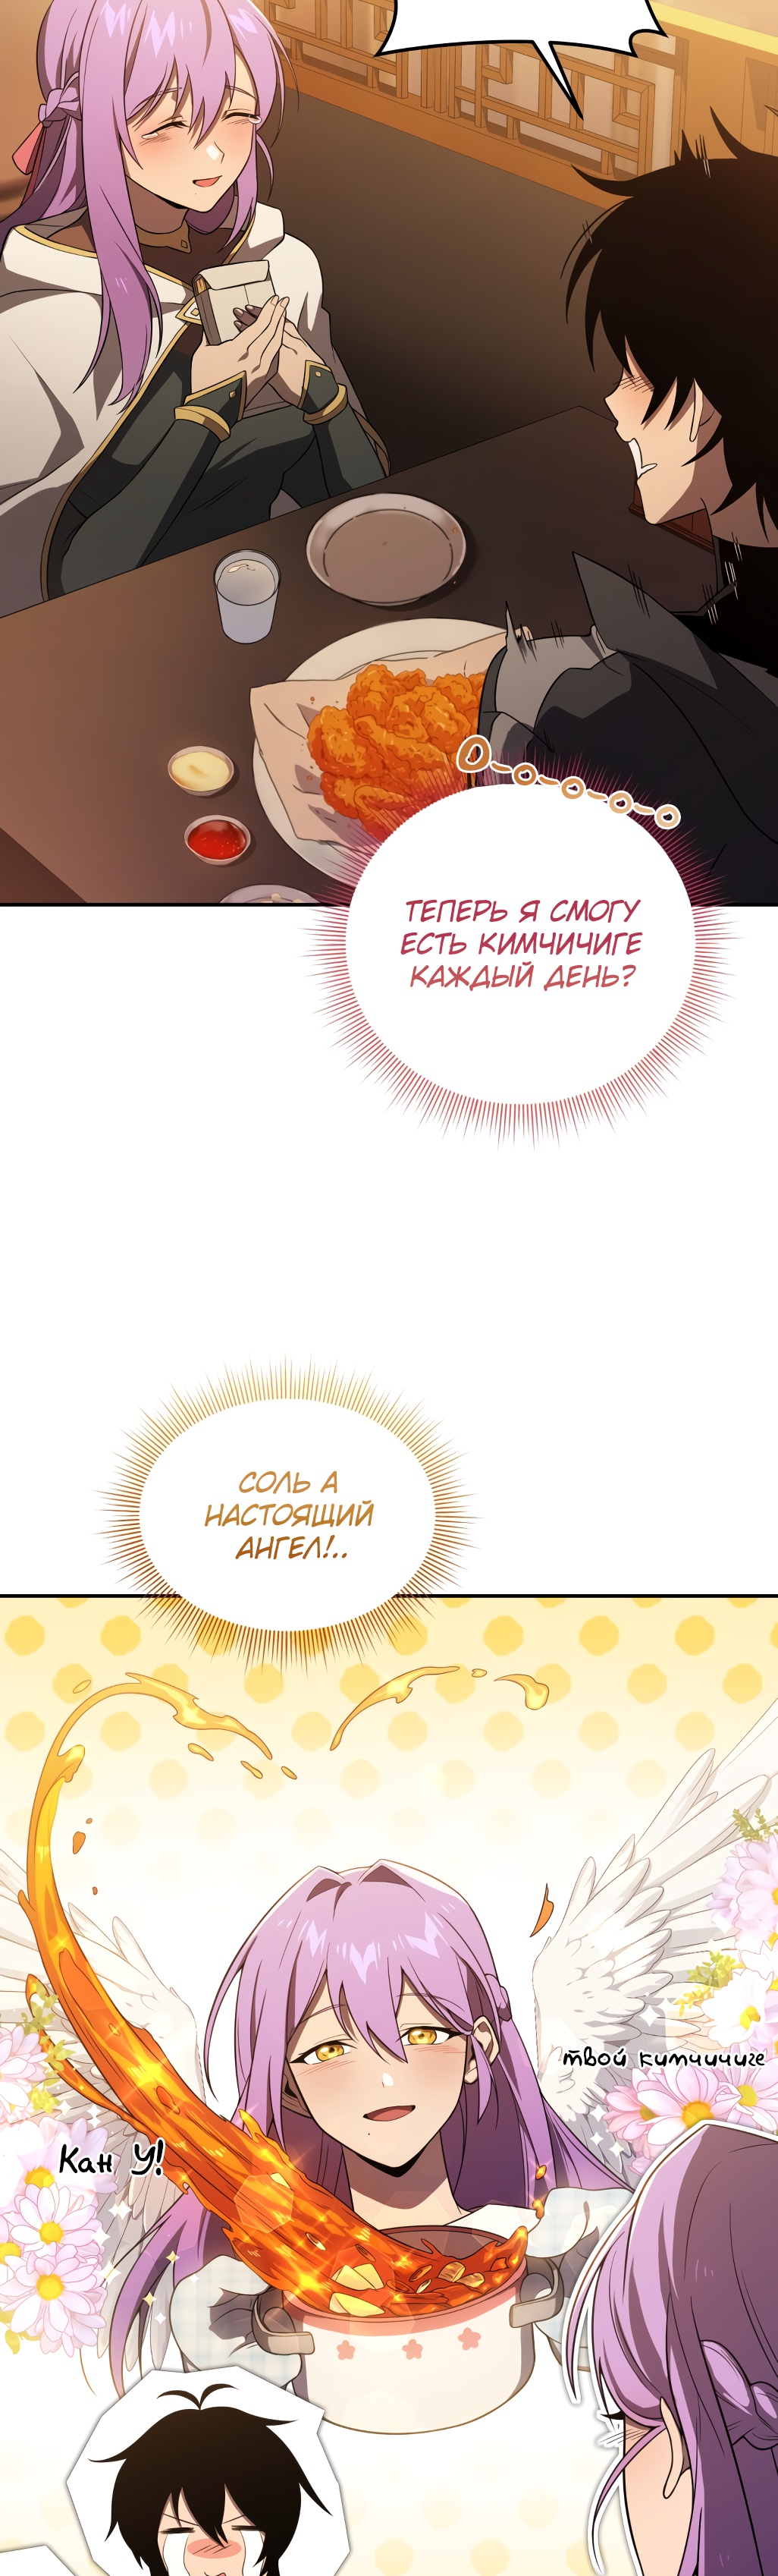 О-о-о-о-о
ТЕПЕРЬ Я СМОГУ
ЕСТЬ КИМЧИЧИГЕ
КАЖДЫЙ ДЕНЬ?
СОЛЬ А
НАСТОЯЩИЙ
АНГЕЛ!..
твой кимчичиге
Кан У!